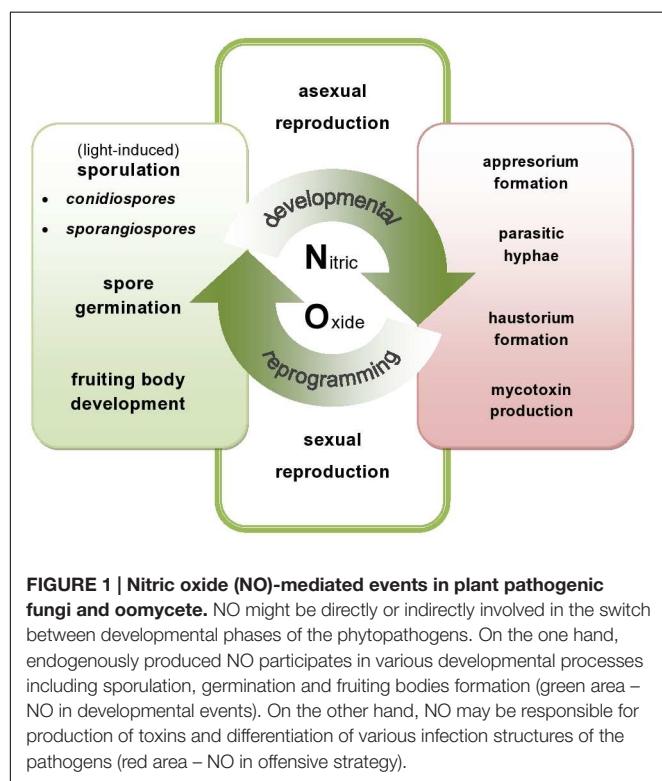 asexual
reproduction
(light-induced)
sporulation
• conidiospores
• sporangiospores
spore
germination
fruiting body
development
developmental
Nitric
Oxide
reprogramming
appresorium
formation
parasitic
hyphae
haustorium
formation
mycotoxin
production
sexual
reproduction
FIGURE 1 | Nitric oxide (NO)-mediated events in plant pathogenic
fungi and oomycete. NO might be directly or indirectly involved in the switch
between developmental phases of the phytopathogens. On the one hand,
endogenously produced NO participates in various developmental processes
including sporulation, germination and fruiting bodies formation (green area –
NO in developmental events). On the other hand, NO may be responsible for
production of toxins and differentiation of various infection structures of the
pathogens (red area – NO in offensive strategy).